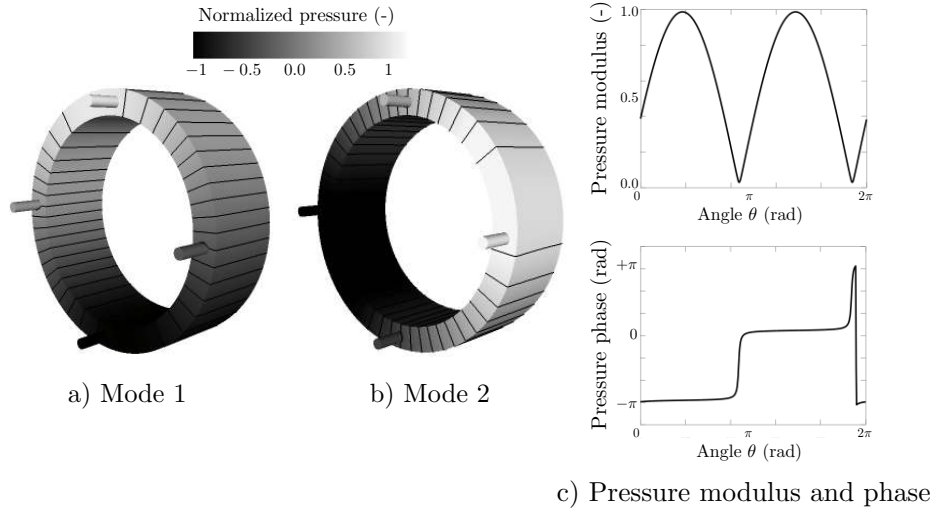 Normalized pressure (-)
−1 −0.5 0.0 0.5 1
a) Mode 1
b) Mode 2
Pressure modulus (-)
1.0
0.5
0.0
0 π 2π
Angle θ (rad)
Pressure phase (rad)
+π
0
−π
0 π 2π
Angle θ (rad)
c) Pressure modulus and phase